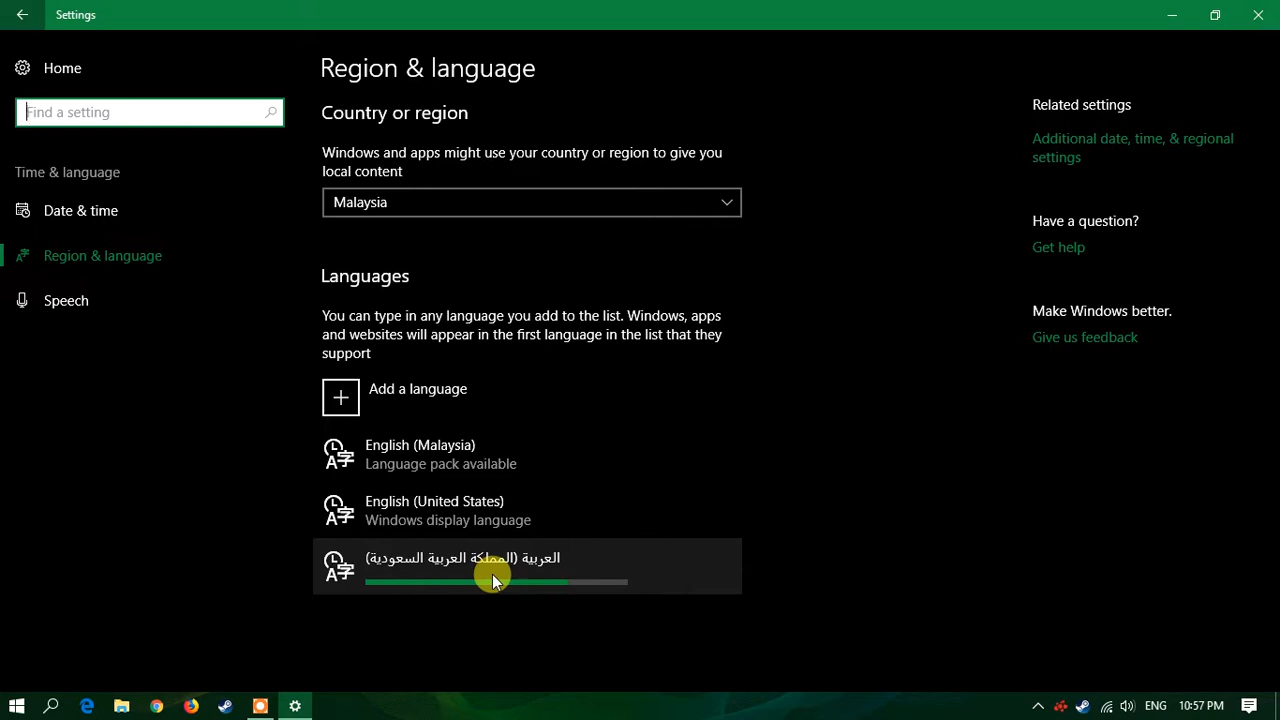 Settings
Home
Find a setting
Time & language
Date & time
Region & language
Speech
Region & language
Country or region
Windows and apps might use your country or region to give you
local content
Malaysia
Languages
You can type in any language you add to the list. Windows, apps
and websites will appear in the first language in the list that they
support
Add a language
English (Malaysia)
Language pack available
English (United States)
Windows display language
العربية (المملكة العربية السعودية)
Related settings
Additional date, time, & regional
settings
Have a question?
Get help
Make Windows better.
Give us feedback
ENG
10:57 PM